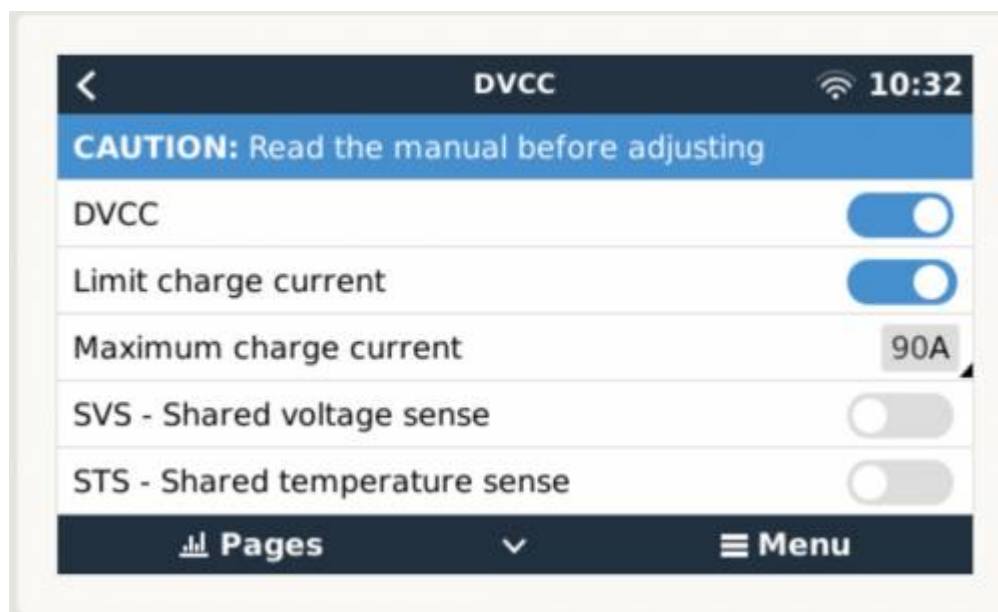 DVCC
10:32
CAUTION: Read the manual before adjusting
DVCC
Limit charge current
Maximum charge current 90A
SVS - Shared voltage sense
STS - Shared temperature sense
Pages Menu